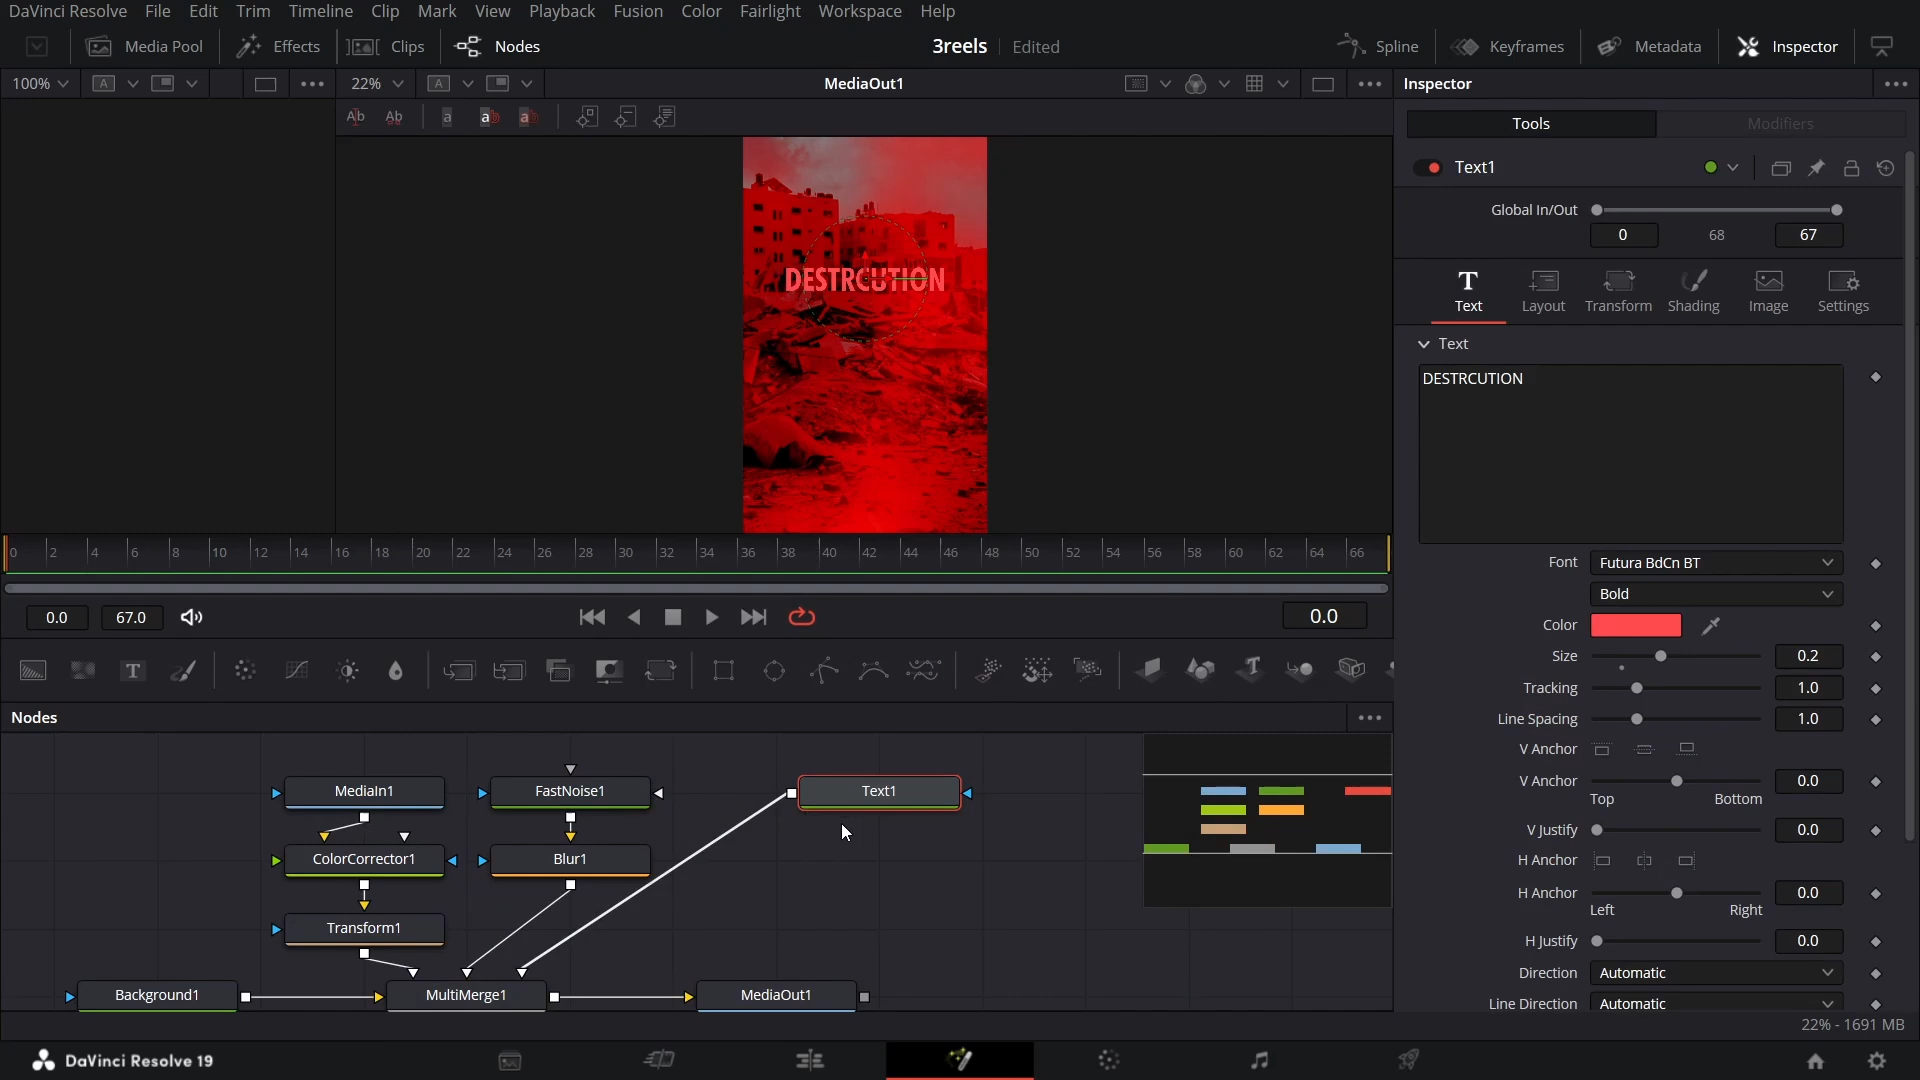 DaVinci Resolve File Edit Trim Timeline Clip Mark View Playback Fusion Color Fairlight Workspace Help
Media Pool Effects Clips Nodes 3reels Edited Spline Keyframes Metadata Inspector
100% A 22% A MediaOut1 Inspector
Ab Ab a ab ab
Tools Modifiers
Text1
Global In/Out
0 68 67
DESTRCUTION
Text Layout Transform Shading Image Settings
Text
DESTRCUTION
0 2 4 6 8 10 12 14 16 18 20 22 24 26 28 30 32 34 36 38 40 42 44 46 48 50 52 54 56 58 60 62 64 66
Font Futura BdCn BT
Bold
0.0 67.0 0.0
Color
Size 0.2
Tracking 1.0
Line Spacing 1.0
Nodes
V Anchor
V Anchor 0.0
Top Bottom
V Justify 0.0
H Anchor
H Anchor 0.0
Left Right
H Justify 0.0
Direction Automatic
Line Direction Automatic
MediaIn1 FastNoise1 Text1
ColorCorrector1 Blur1
Transform1
Background1 MultiMerge1 MediaOut1
22% - 1691 MB
DaVinci Resolve 19